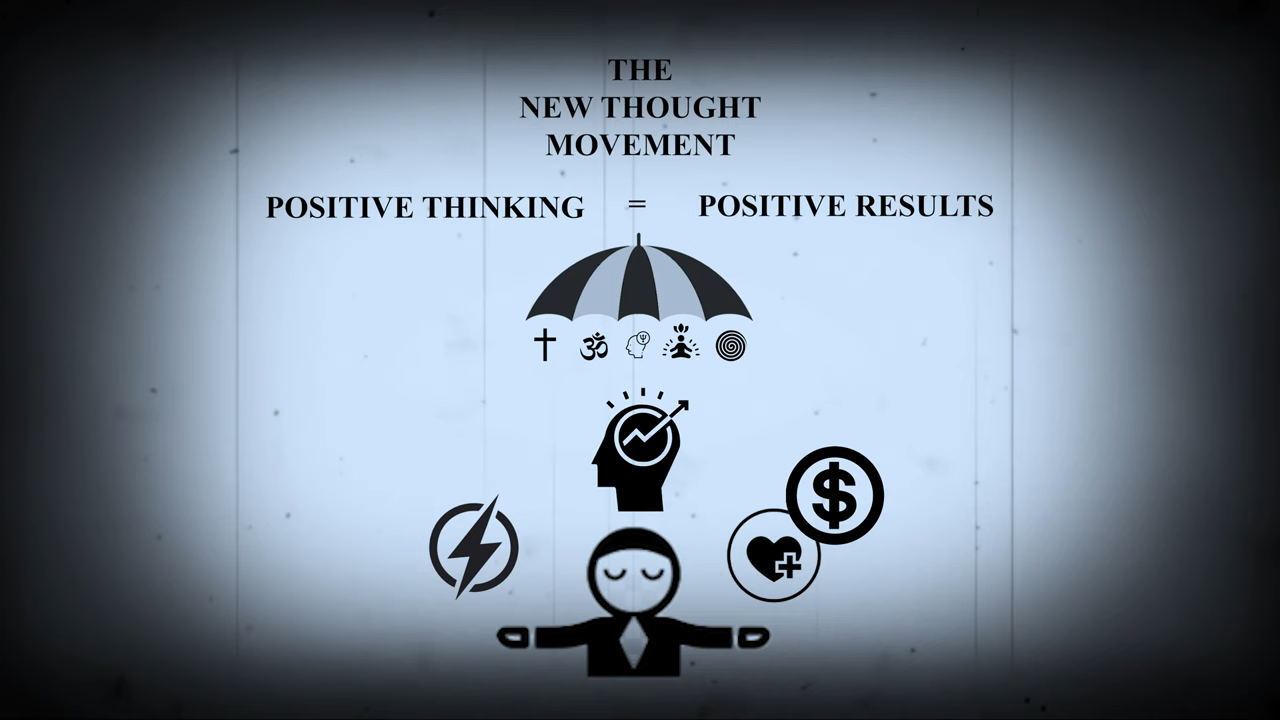 THE
NEW THOUGHT
MOVEMENT
POSITIVE THINKING = POSITIVE RESULTS
ॐ
$